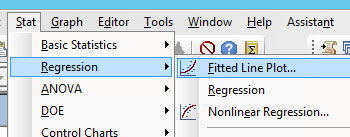 Stat Graph Editor Tools Window Help Assistant
Basic Statistics
Regression
ANOVA
DOE
Control Charts
Fitted Line Plot...
Regression
Nonlinear Regression...